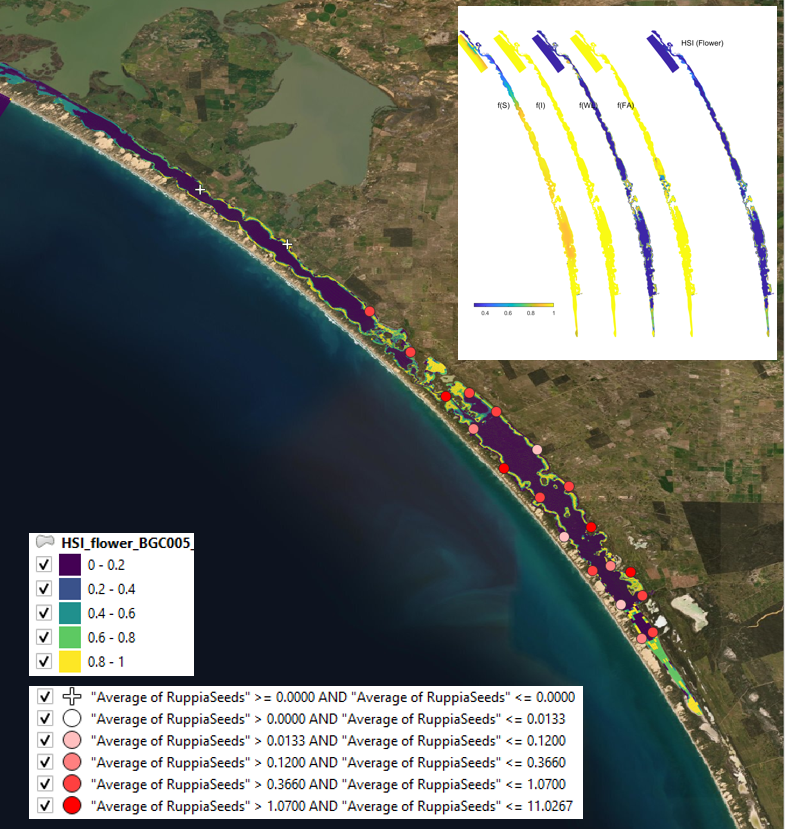 HSI (Flower)
f(S)
f(I)
f(FA)
0.4
0.6
0.8
1
HSI_flower_BGC005_
0 - 0.2
0.2 - 0.4
0.4 - 0.6
0.6 - 0.8
0.8 - 1
"Average of RuppiaSeeds" >= 0.0000 AND "Average of RuppiaSeeds" <= 0.0000
"Average of RuppiaSeeds" > 0.0000 AND "Average of RuppiaSeeds" <= 0.0133
"Average of RuppiaSeeds" > 0.0133 AND "Average of RuppiaSeeds" <= 0.1200
"Average of RuppiaSeeds" > 0.1200 AND "Average of RuppiaSeeds" <= 0.3660
"Average of RuppiaSeeds" > 0.3660 AND "Average of RuppiaSeeds" <= 1.0700
"Average of RuppiaSeeds" > 1.0700 AND "Average of RuppiaSeeds" <= 11.0267